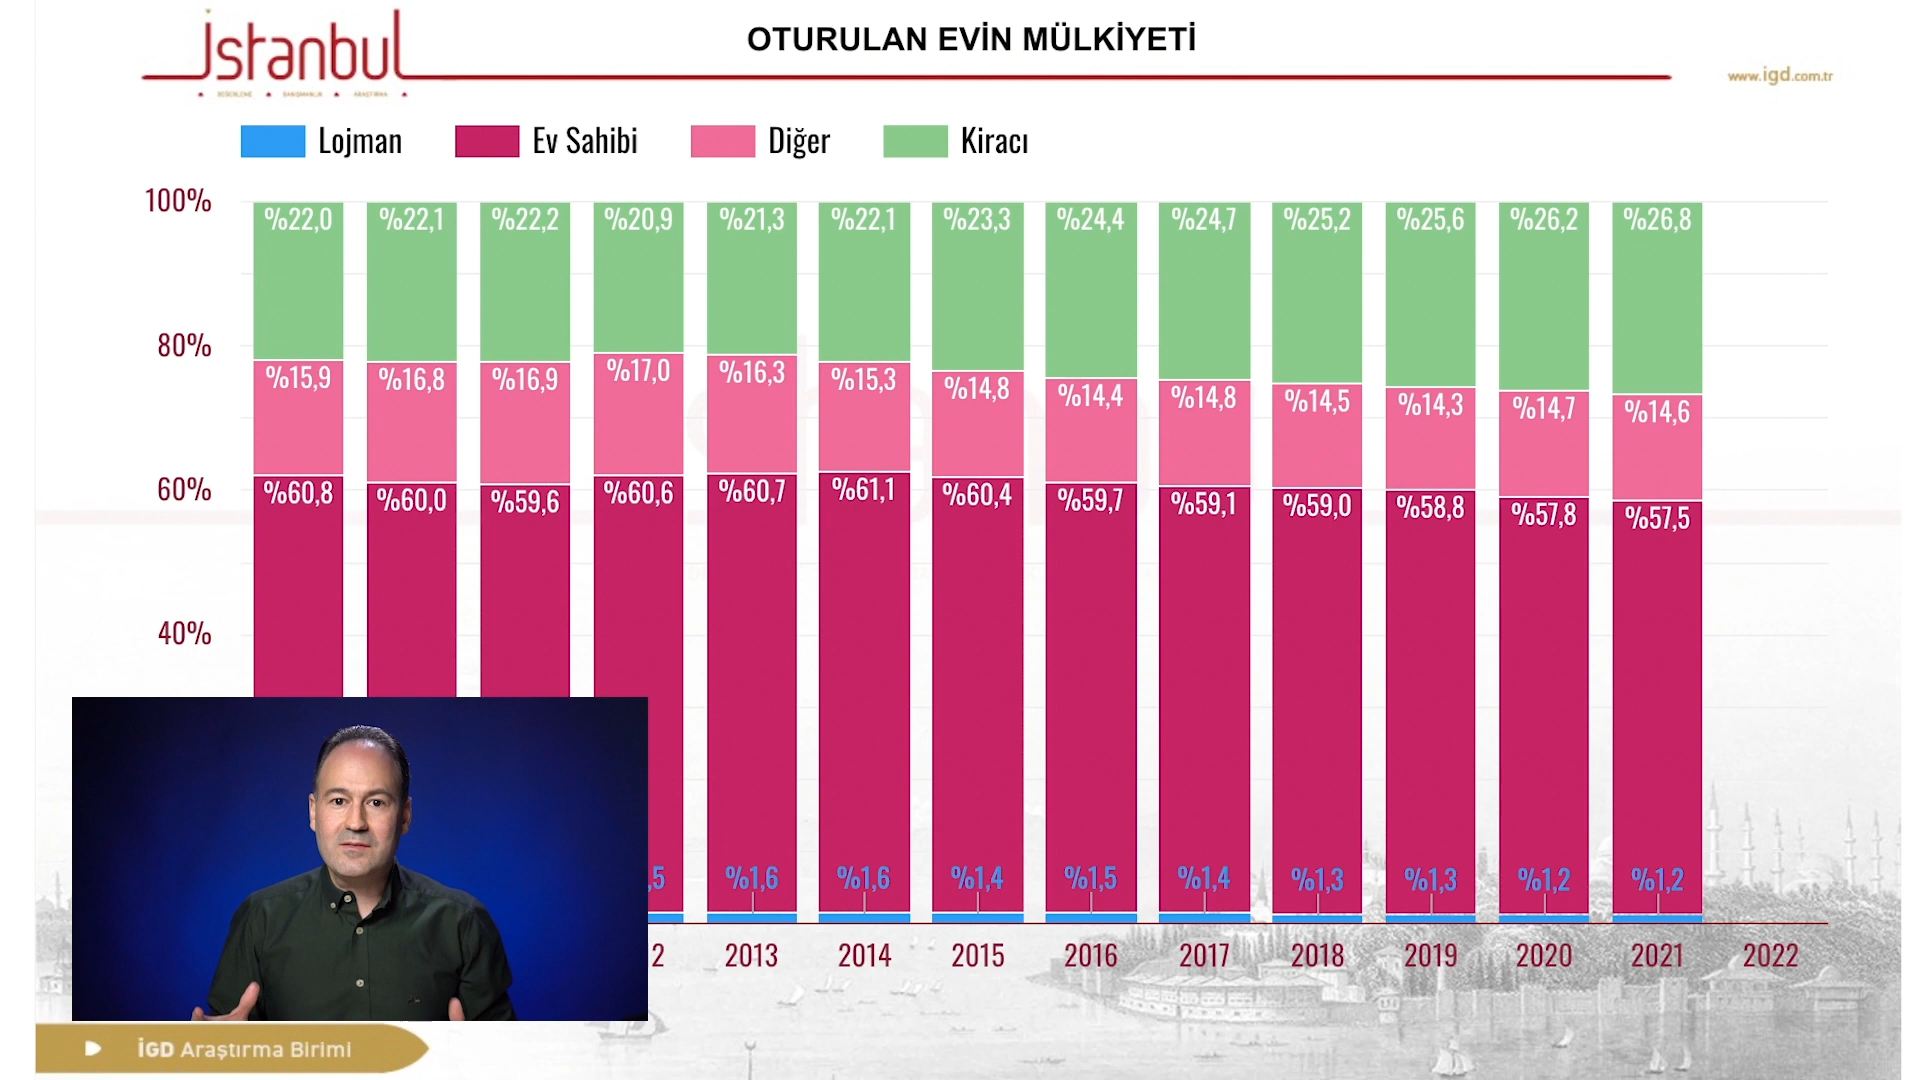 OTURULAN EVİN MÜLKİYETİ
istanbul
DEĞERLEME DANIŞMANLIK ARAŞTIRMA
www.igd.com.tr
Lojman Ev Sahibi Diğer Kiracı
100%
%22,0 %22,1 %22,2 %20,9 %21,3 %22,1 %23,3 %24,4 %24,7 %25,2 %25,6 %26,2 %26,8
80%
%15,9 %16,8 %16,9 %17,0 %16,3 %15,3 %14,8 %14,4 %14,8 %14,5 %14,3 %14,7 %14,6
60%
%60,8 %60,0 %59,6 %60,6 %60,7 %61,1 %60,4 %59,7 %59,1 %59,0 %58,8 %57,8 %57,5
40%
,5 %1,6 %1,6 %1,4 %1,5 %1,4 %1,3 %1,3 %1,2 %1,2
2 2013 2014 2015 2016 2017 2018 2019 2020 2021 2022
İGD Araştırma Birimi